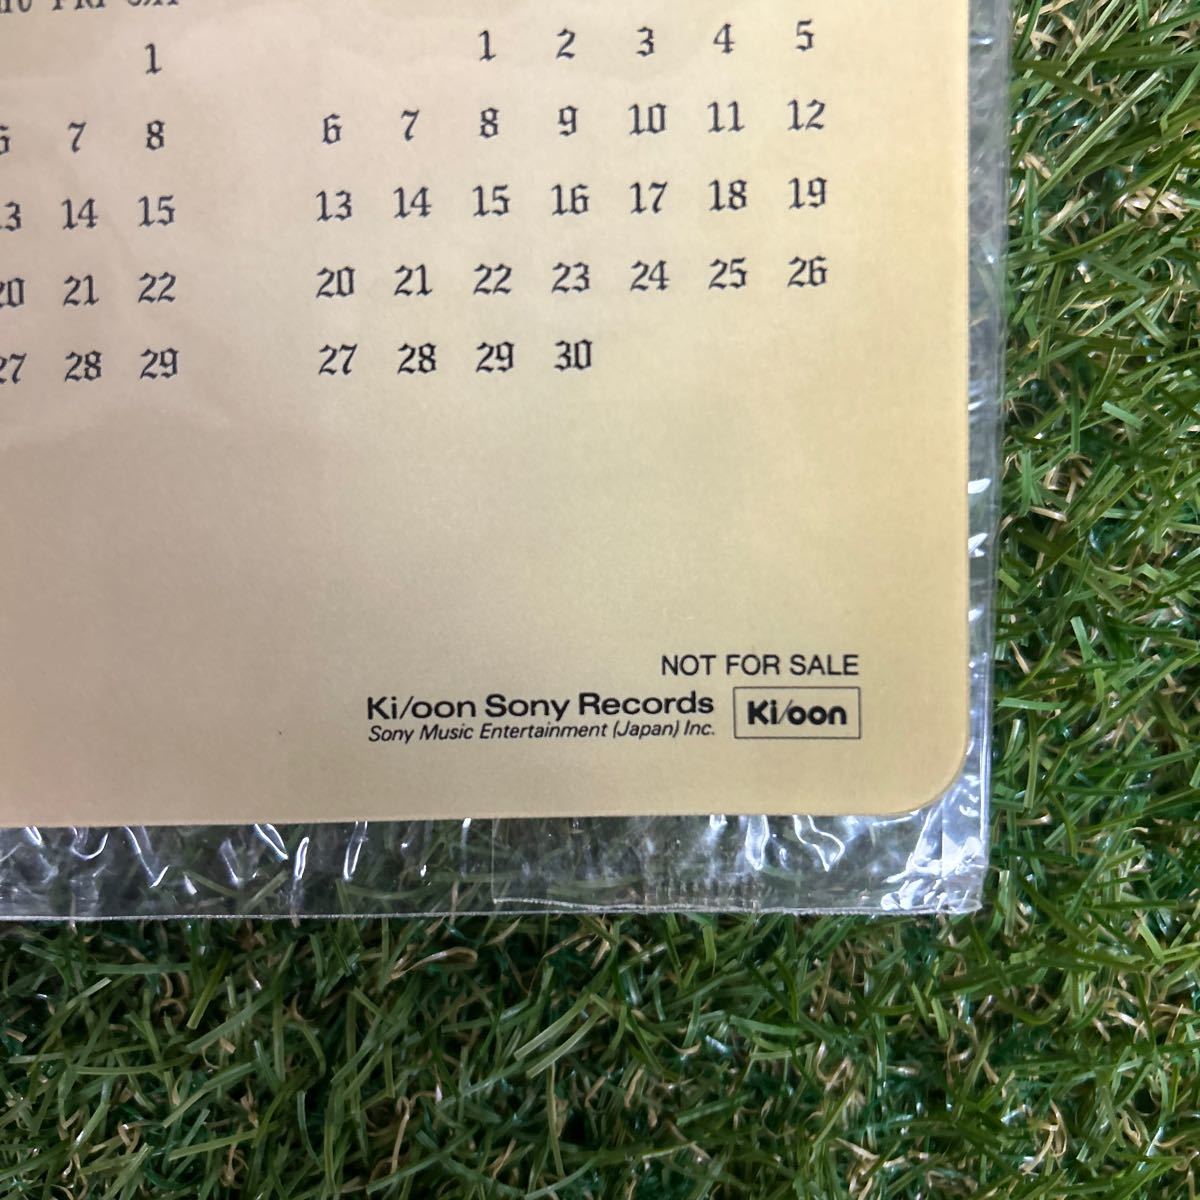 FRI
1 1 2 3 4 5
7 8 6 7 8 9 10 11 12
14 15 13 14 15 16 17 18 19
21 22 20 21 22 23 24 25 26
28 29 27 28 29 30
NOT FOR SALE
Ki/oon Sony Records Ki/oon
Sony Music Entertainment (Japan) Inc.